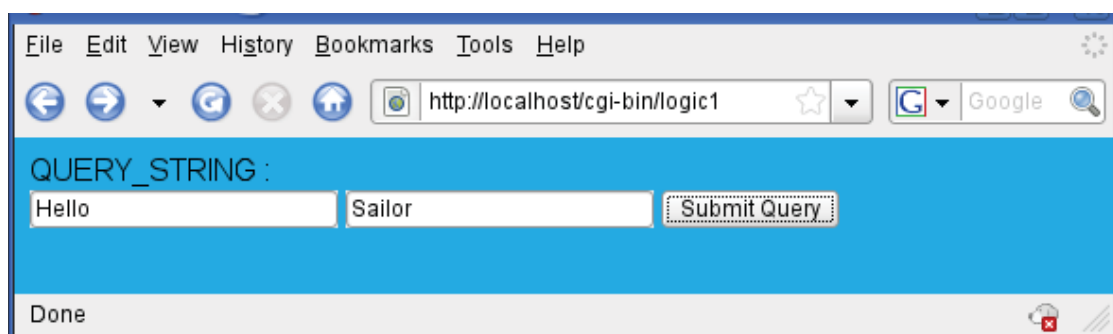 File Edit View History Bookmarks Tools Help
http://localhost/cgi-bin/logic1 G Google
QUERY_STRING :
Hello Sailor Submit Query
Done